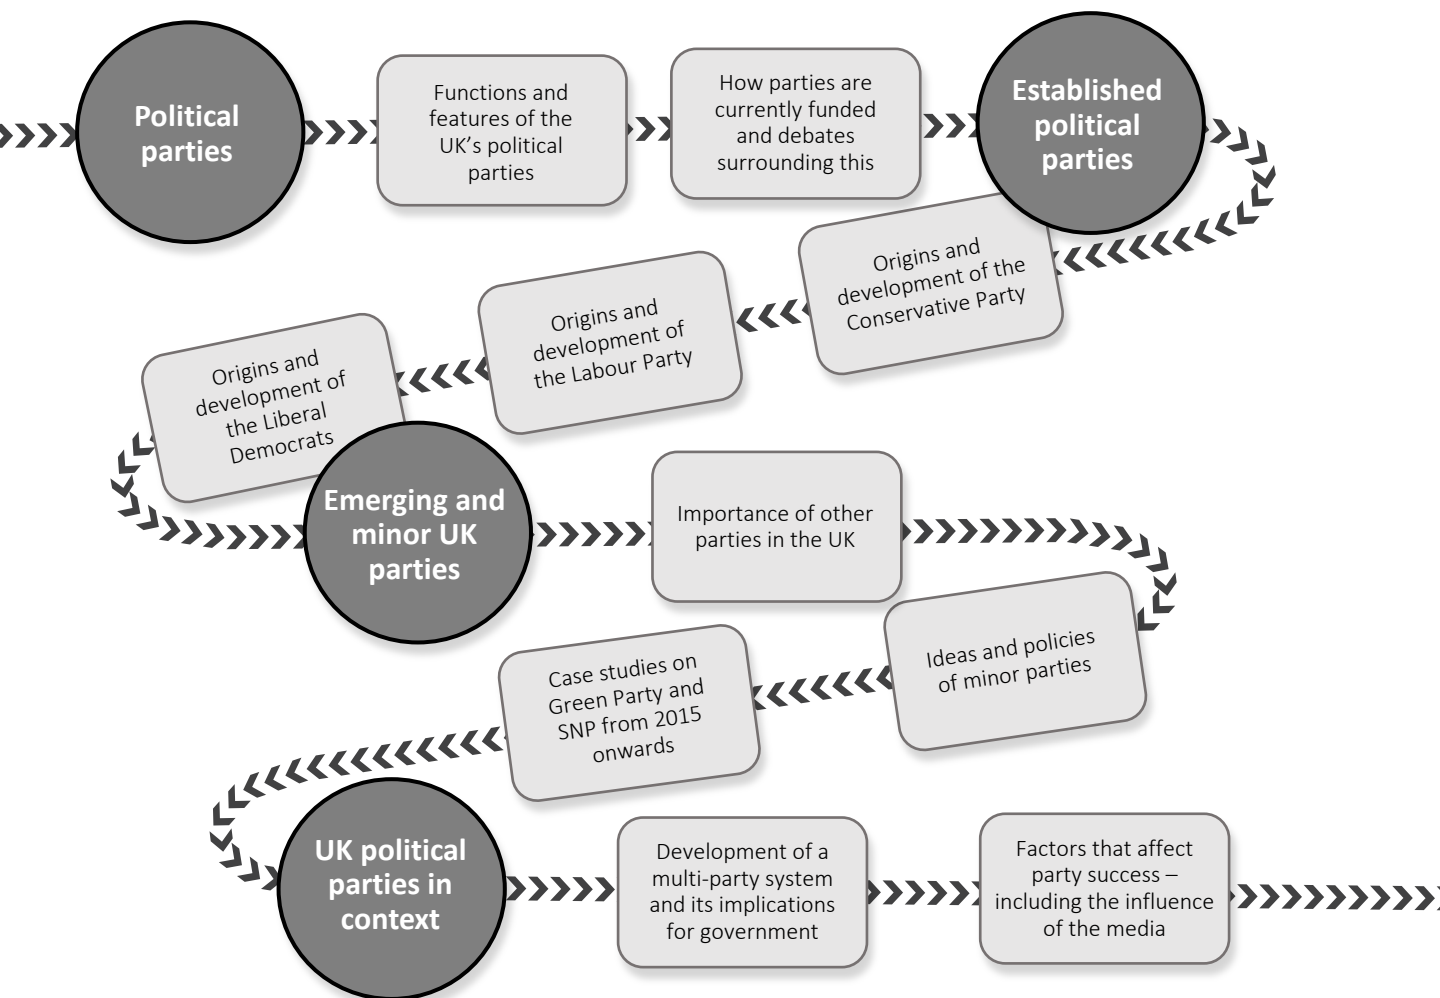 Political
parties
Functions and
features of the
UK’s political
parties
How parties are
currently funded
and debates
surrounding this
Established
political
parties
Origins and
development of the
Conservative Party
Origins and
development of
the Labour Party
Origins and
development of
the Liberal
Democrats
Emerging and
minor UK
parties
Importance of other
parties in the UK
Ideas and policies
of minor parties
Case studies on
Green Party and
SNP from 2015
onwards
UK political
parties in
context
Development of a
multi-party system
and its implications
for government
Factors that affect
party success –
including the influence
of the media